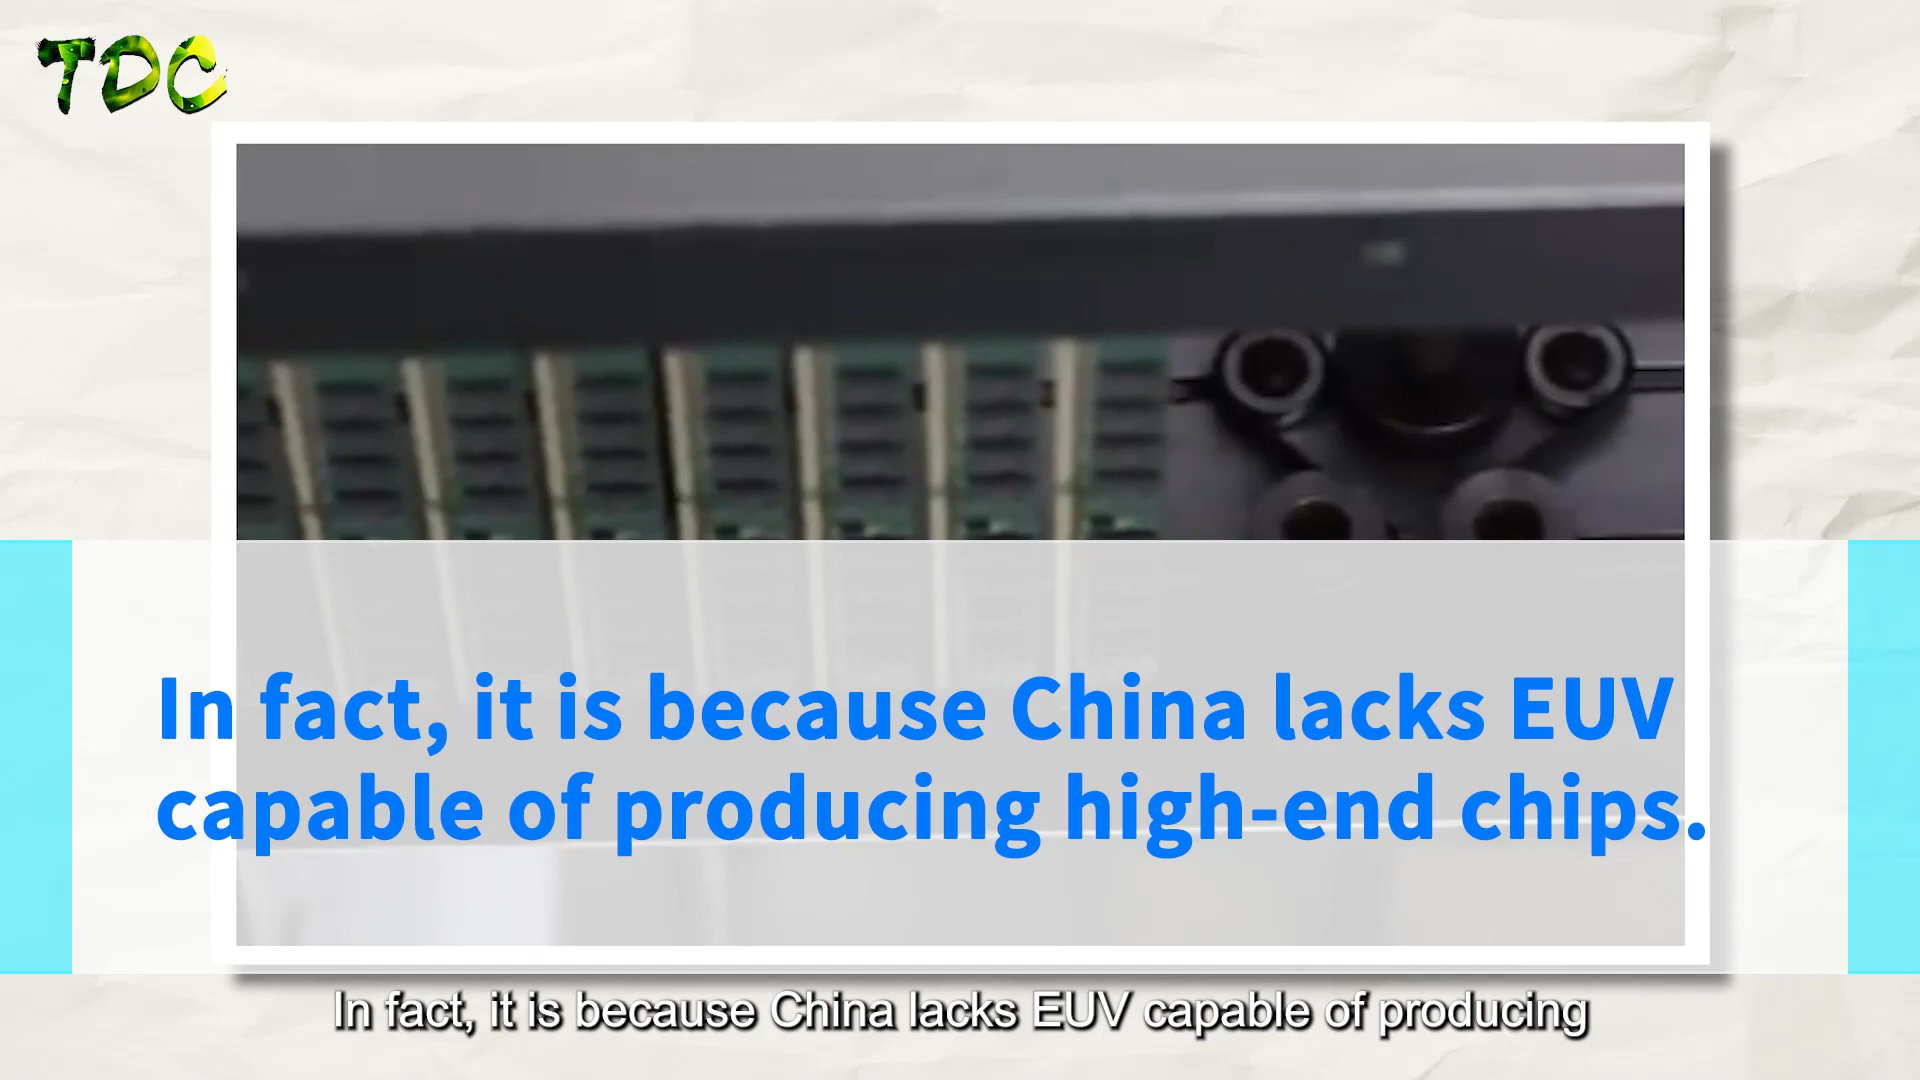 TDC
In fact, it is because China lacks EUV
capable of producing high-end chips.
In fact, it is because China lacks EUV capable of producing